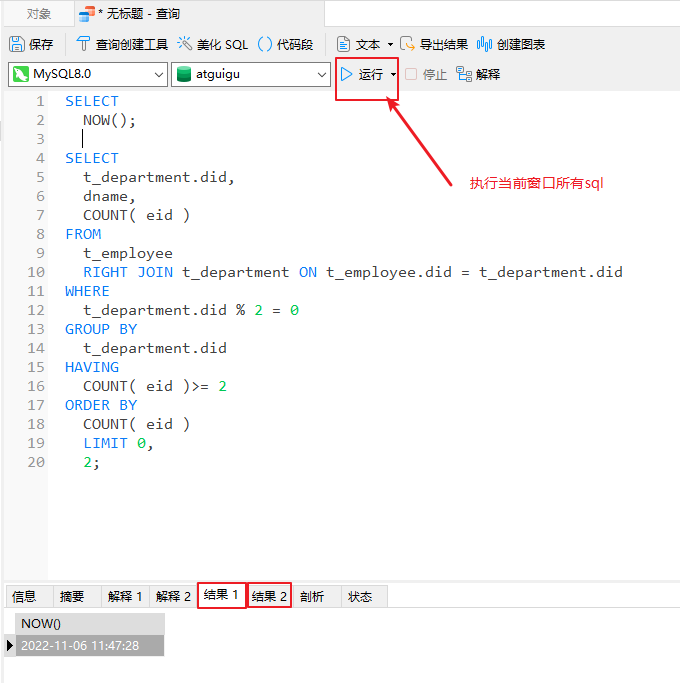 对象
* 无标题 - 查询
保存 查询创建工具 美化 SQL () 代码段 文本 导出结果 创建图表
MySQL8.0 atguigu 运行 停止 解释
1 SELECT
2 NOW();
3
4 SELECT
5 t_department.did,
6 dname,
7 COUNT( eid )
8 FROM
9 t_employee
10 RIGHT JOIN t_department ON t_employee.did = t_department.did
11 WHERE
12 t_department.did % 2 = 0
13 GROUP BY
14 t_department.did
15 HAVING
16 COUNT( eid )>= 2
17 ORDER BY
18 COUNT( eid )
19 LIMIT 0,
20 2;
执行当前窗口所有sql
信息 摘要 解释 1 解释 2 结果 1 结果 2 剖析 状态
NOW()
2022-11-06 11:47:28